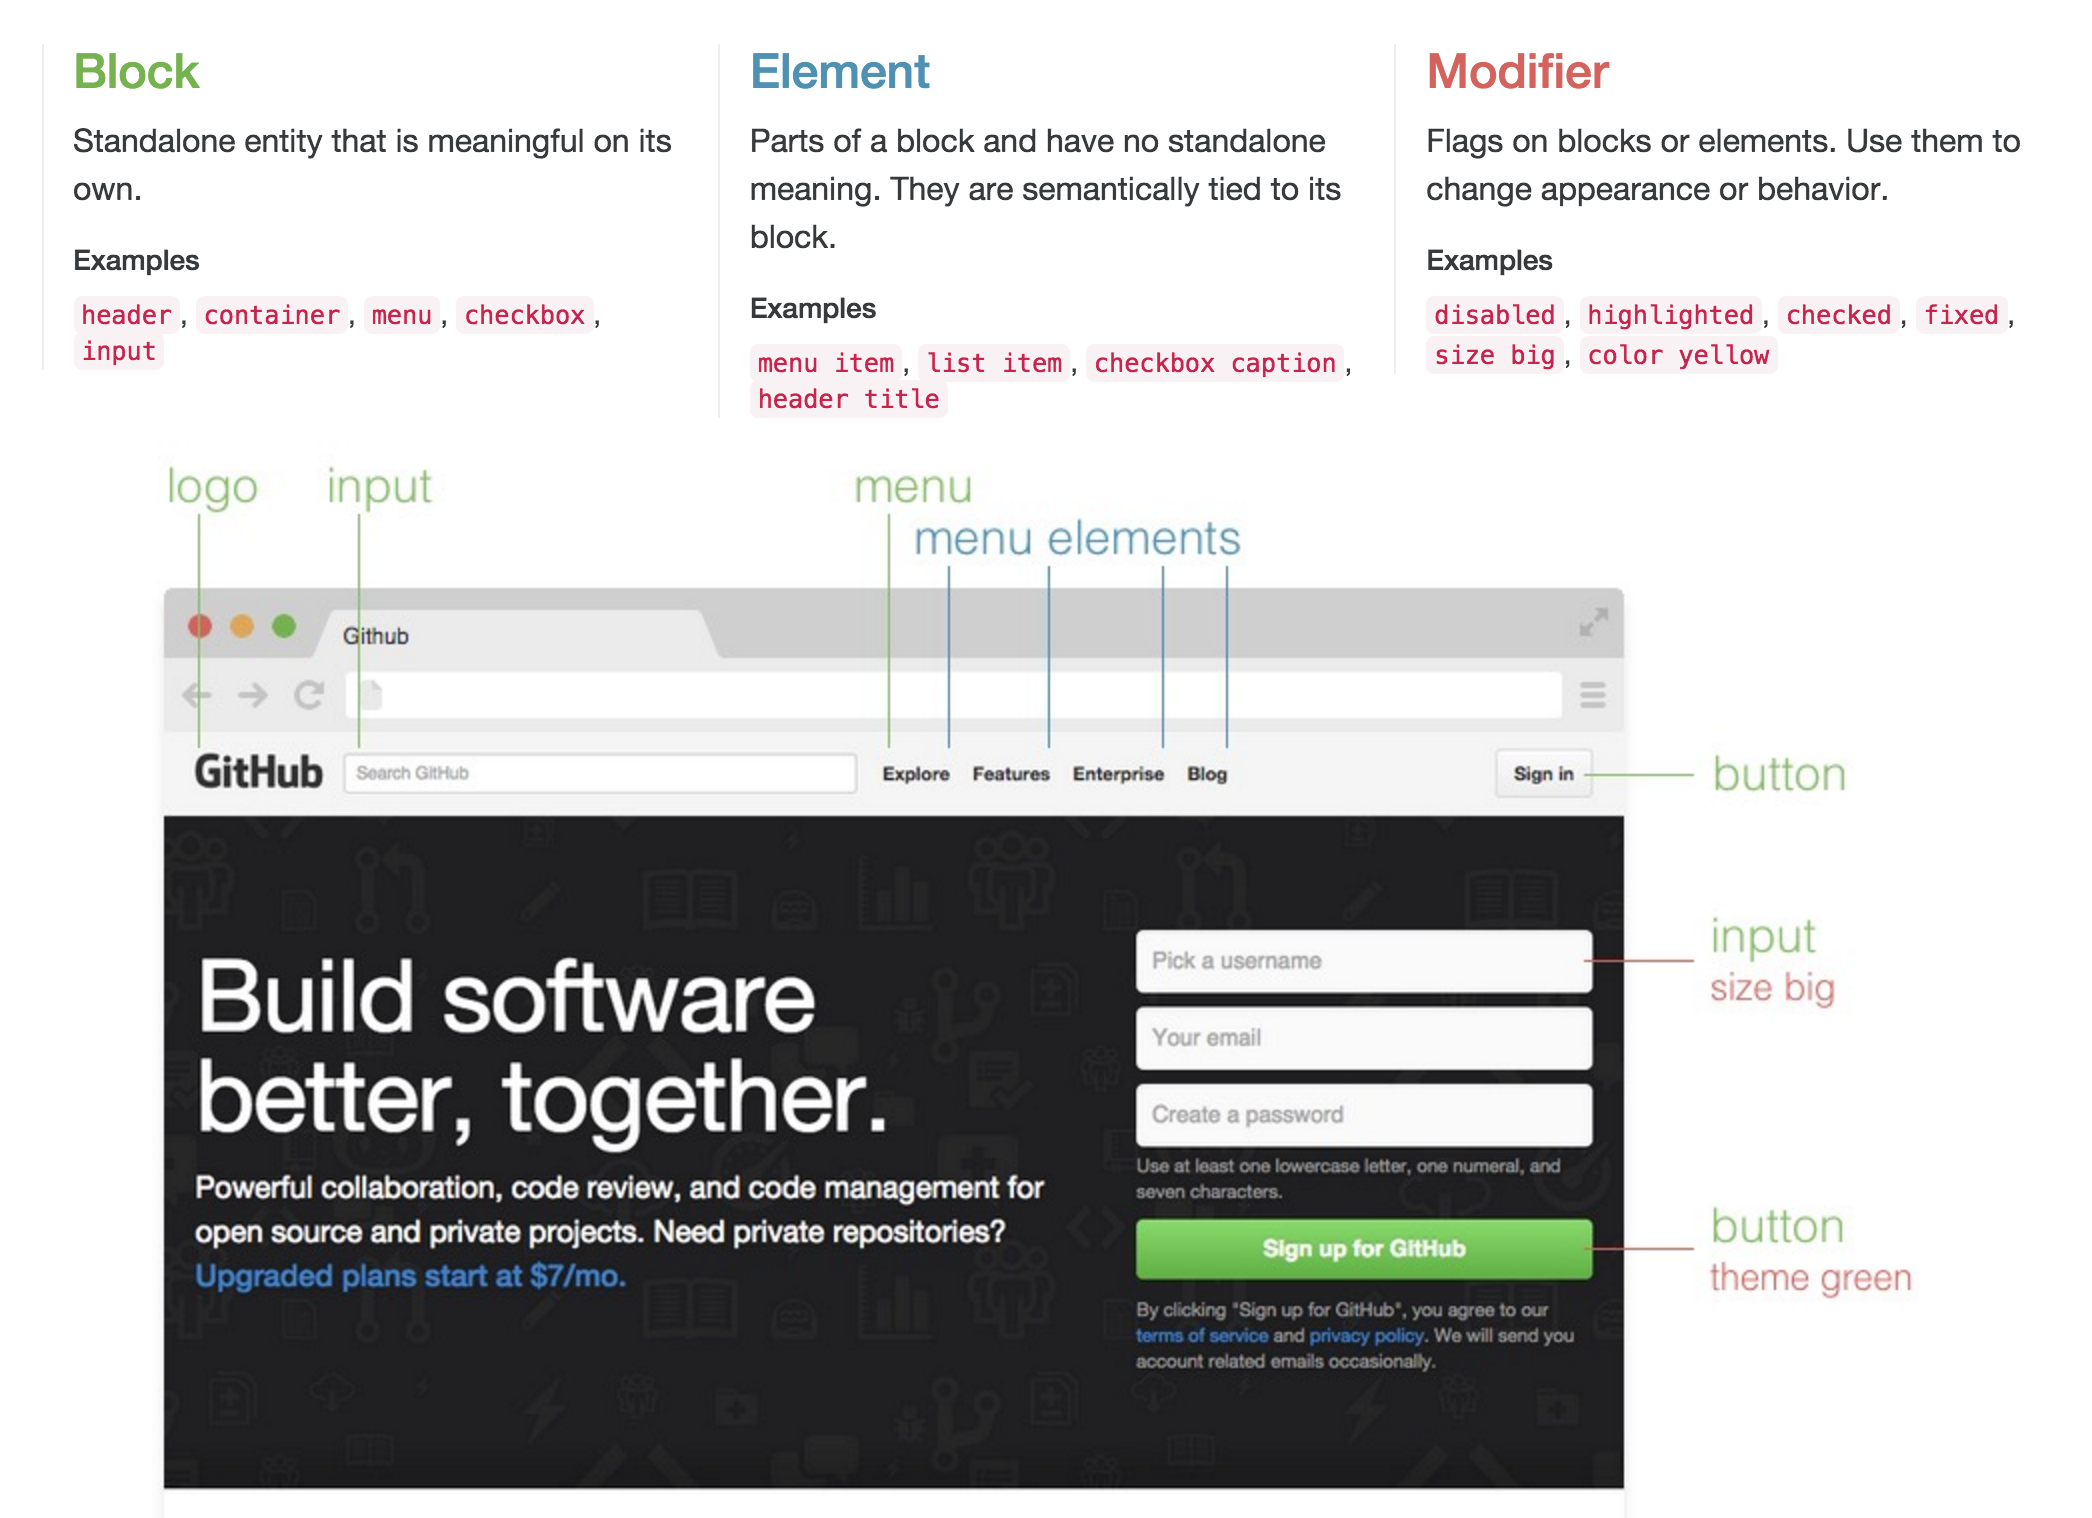 Block
Standalone entity that is meaningful on its
own.
Examples
header, container, menu, checkbox,
input
Element
Parts of a block and have no standalone
meaning. They are semantically tied to its
block.
Examples
menu item, list item, checkbox caption,
header title
Modifier
Flags on blocks or elements. Use them to
change appearance or behavior.
Examples
disabled, highlighted, checked, fixed,
size big, color yellow
logo input menu
menu elements
Github
GitHub Search GitHub Explore Features Enterprise Blog Sign in button
Build software
better, together.
Powerful collaboration, code review, and code management for
open source and private projects. Need private repositories?
Upgraded plans start at $7/mo.
Pick a username
input
size big
Your email
Create a password
Use at least one lowercase letter, one numeral, and
seven characters.
Sign up for GitHub
button
theme green
By clicking "Sign up for GitHub", you agree to our
terms of service and privacy policy. We will send you
account related emails occasionally.